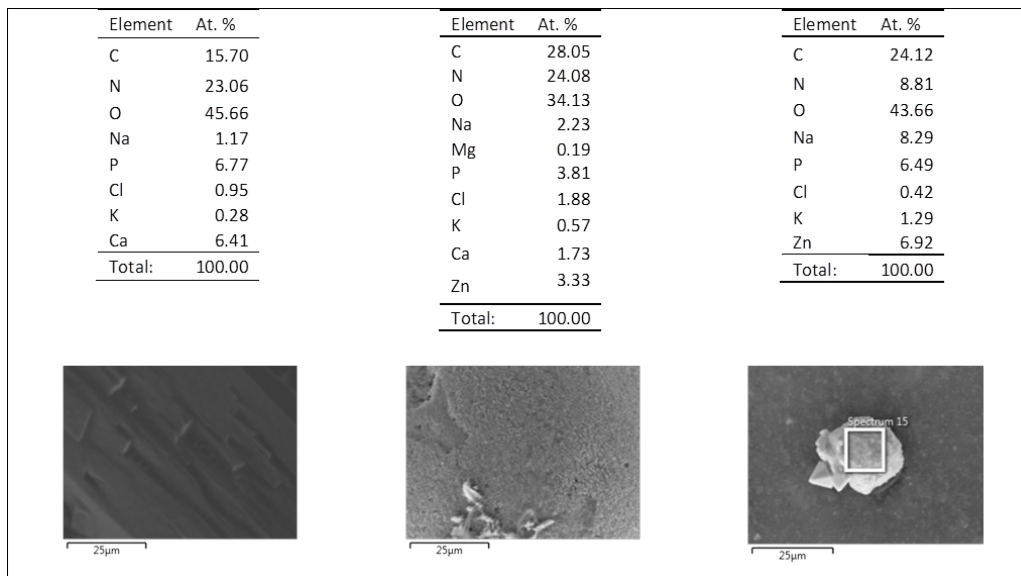 Element At. %
C 15.70
N 23.06
O 45.66
Na 1.17
P 6.77
Cl 0.95
K 0.28
Ca 6.41
Total: 100.00
Element At. %
C 28.05
N 24.08
O 34.13
Na 2.23
Mg 0.19
P 3.81
Cl 1.88
K 0.57
Ca 1.73
Zn 3.33
Total: 100.00
Element At. %
C 24.12
N 8.81
O 43.66
Na 8.29
P 6.49
Cl 0.42
K 1.29
Zn 6.92
Total: 100.00
25µm
25µm
Spectrum 15
25µm